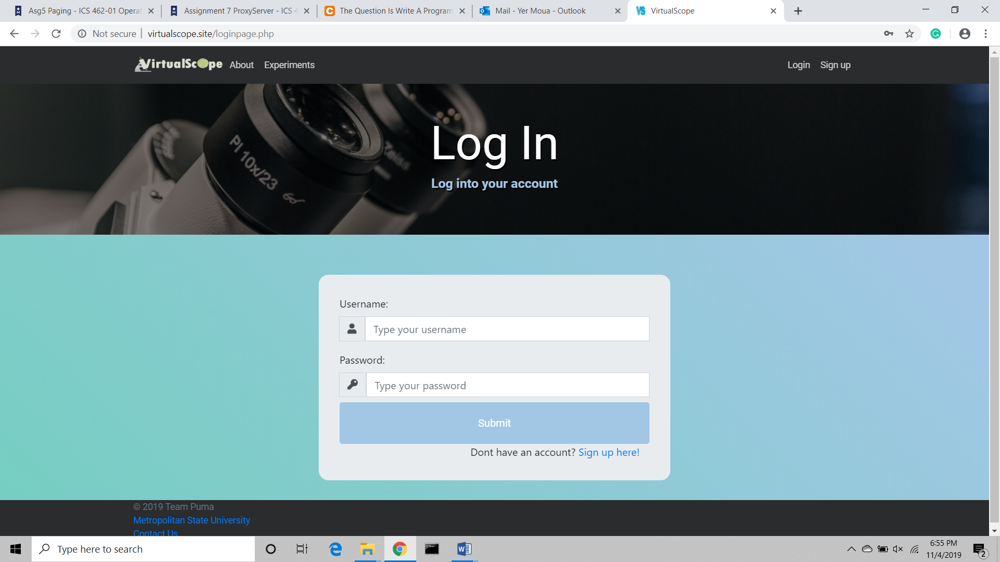 Asg5 Paging - ICS 462-01 Operat
Assignment 7 ProxyServer - ICS 4
The Question Is Write A Program
Mail - Yer Moua - Outlook
VirtualScope
Not secure
virtualscope.site/loginpage.php
VirtualScope
About
Experiments
Login
Sign up
PI 10x/23
Zeiss
Log In
Log into your account
Username:
Type your username
Password:
Type your password
Submit
Dont have an account? Sign up here!
© 2019 Team Puma
Metropolitan State University
Contact Us
Type here to search
6:55 PM
11/4/2019
2